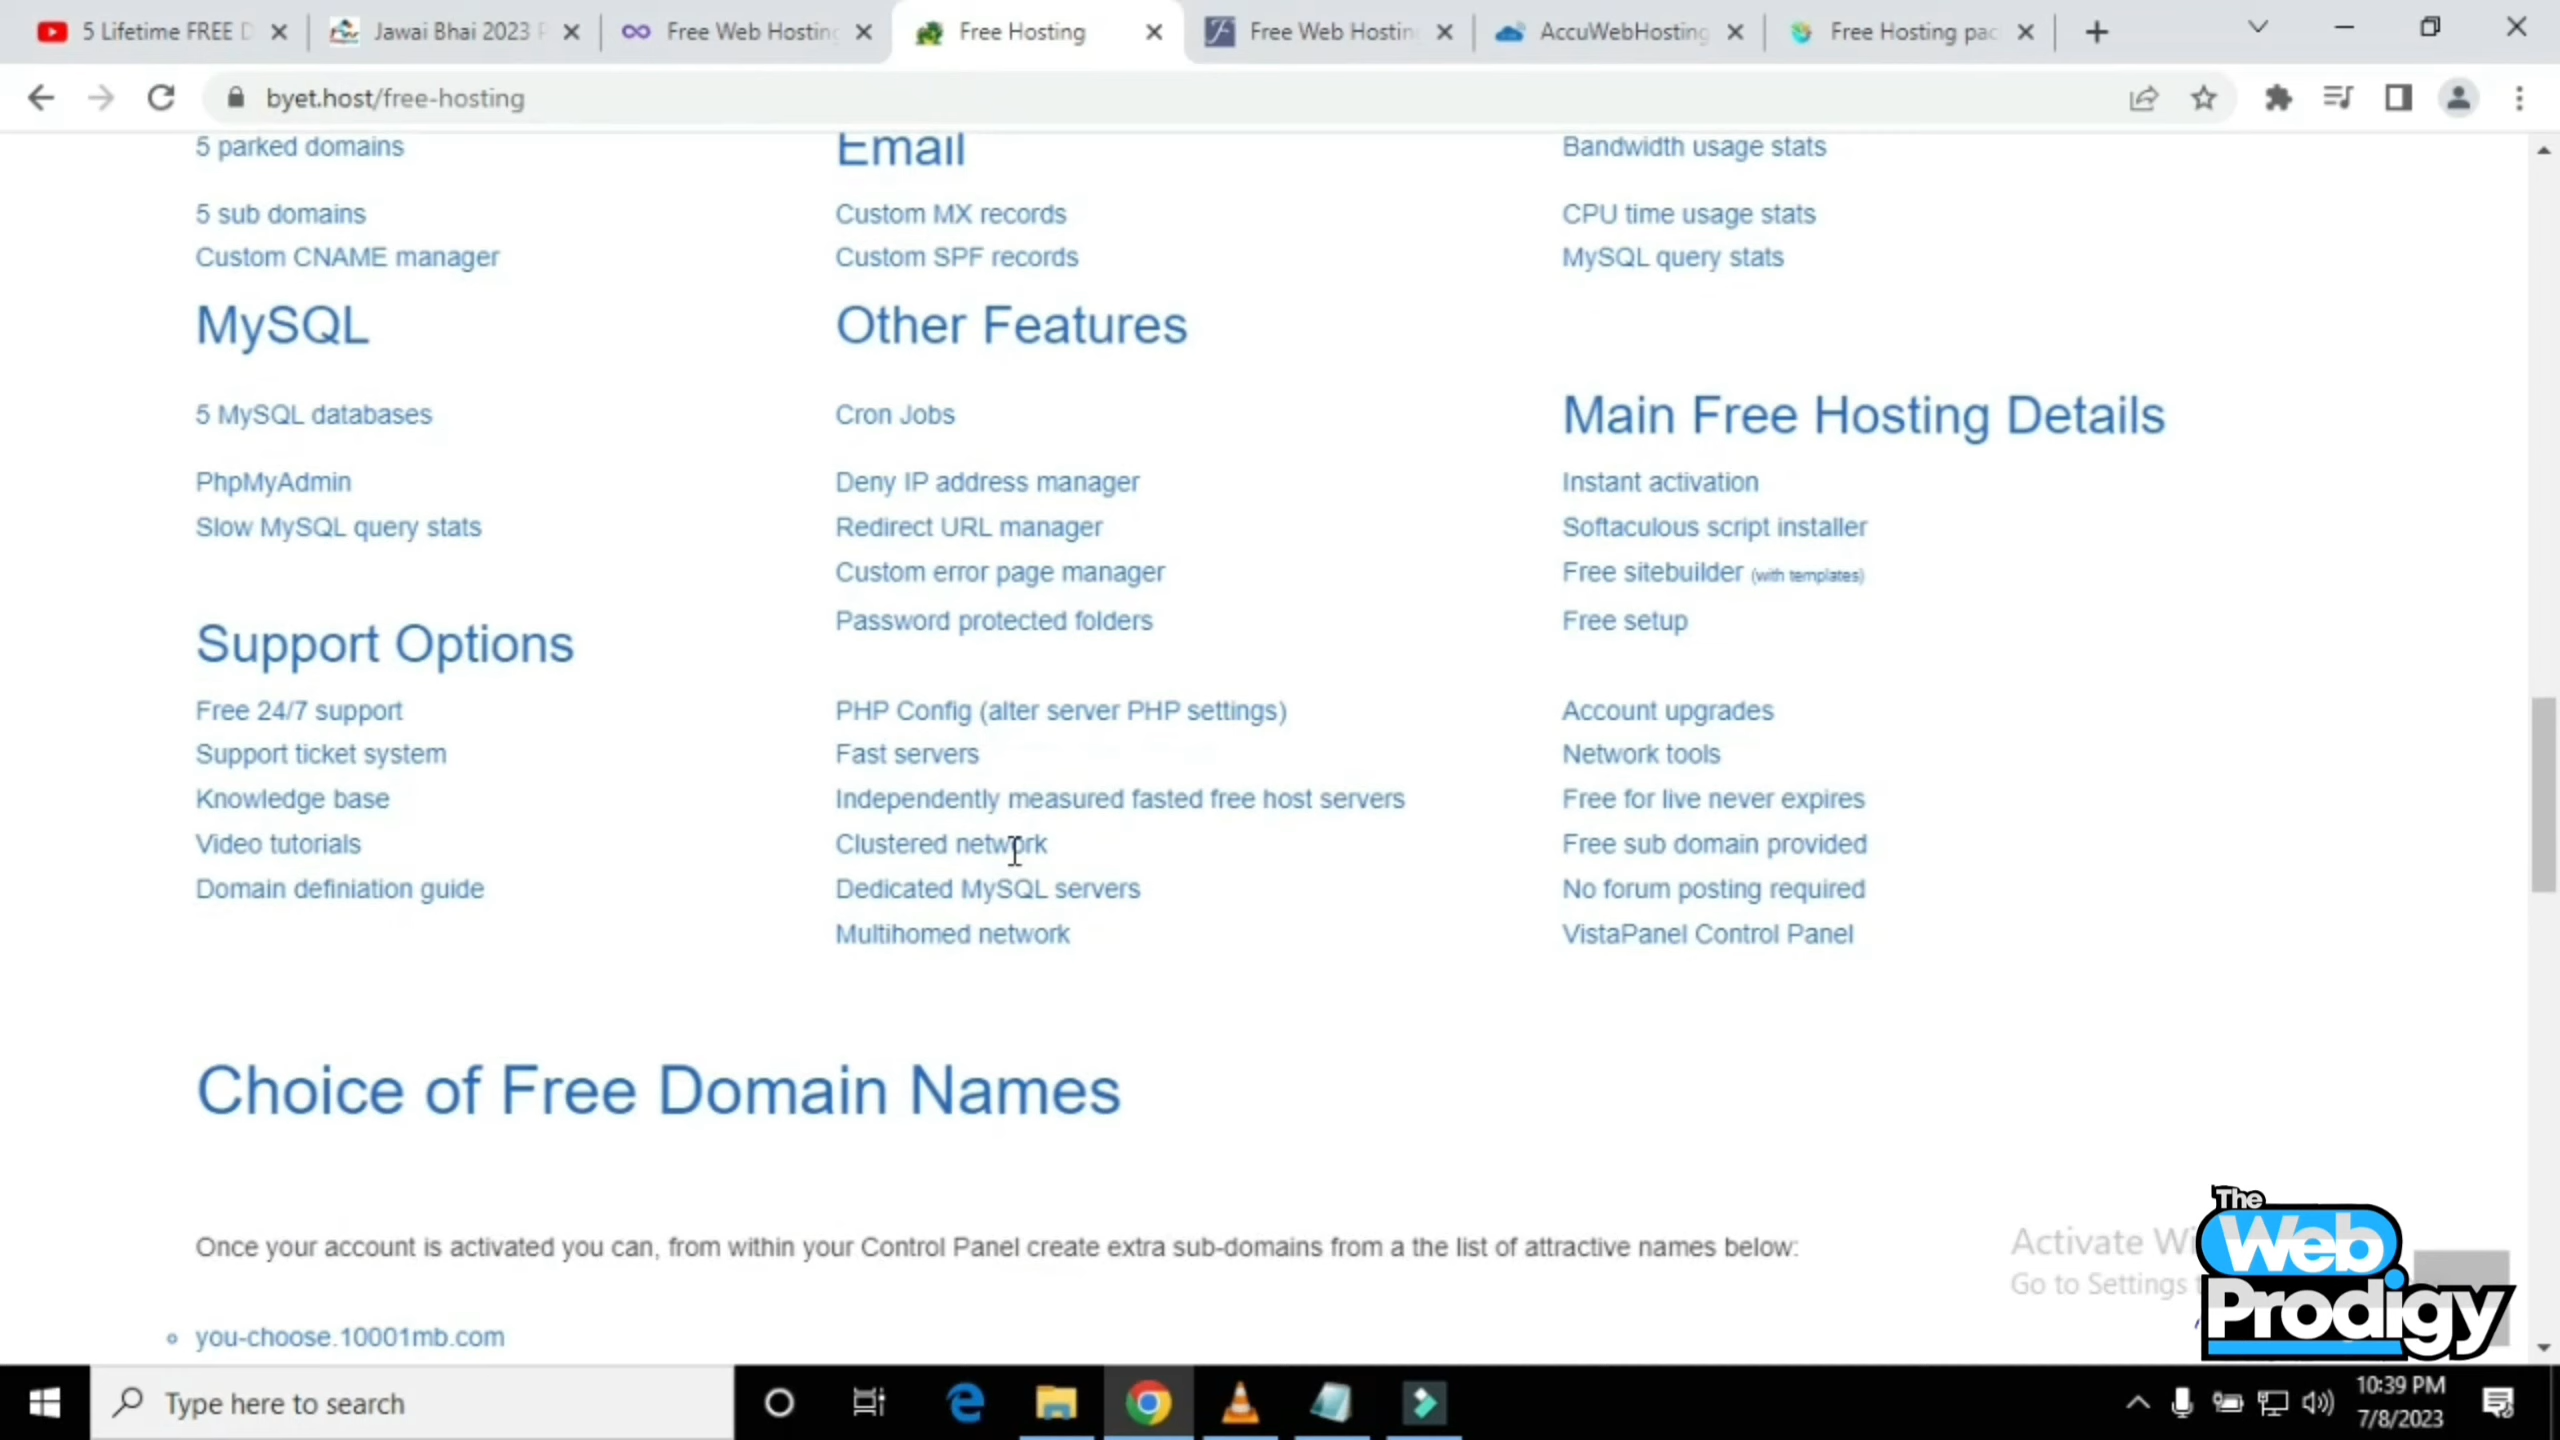 5 Lifetime FREE D
Jawai Bhai 2023 P
Free Web Hosting
Free Hosting
Free Web Hostin
AccuWebHosting
Free Hosting pac
byet.host/free-hosting
5 parked domains
Email
Bandwidth usage stats
5 sub domains
Custom MX records
CPU time usage stats
Custom CNAME manager
Custom SPF records
MySQL query stats
MySQL
Other Features
5 MySQL databases
Cron Jobs
Main Free Hosting Details
PhpMyAdmin
Deny IP address manager
Instant activation
Slow MySQL query stats
Redirect URL manager
Softaculous script installer
Custom error page manager
Free sitebuilder (with templates)
Support Options
Password protected folders
Free setup
Free 24/7 support
PHP Config (alter server PHP settings)
Account upgrades
Support ticket system
Fast servers
Network tools
Knowledge base
Independently measured fasted free host servers
Free for live never expires
Video tutorials
Clustered network
Free sub domain provided
Domain definiation guide
Dedicated MySQL servers
No forum posting required
Multihomed network
VistaPanel Control Panel
Choice of Free Domain Names
Once your account is activated you can, from within your Control Panel create extra sub-domains from a the list of attractive names below:
you-choose.10001mb.com
Activate Wi
Go to Settings t
The
Web
Prodigy
Type here to search
10:39 PM
7/8/2023